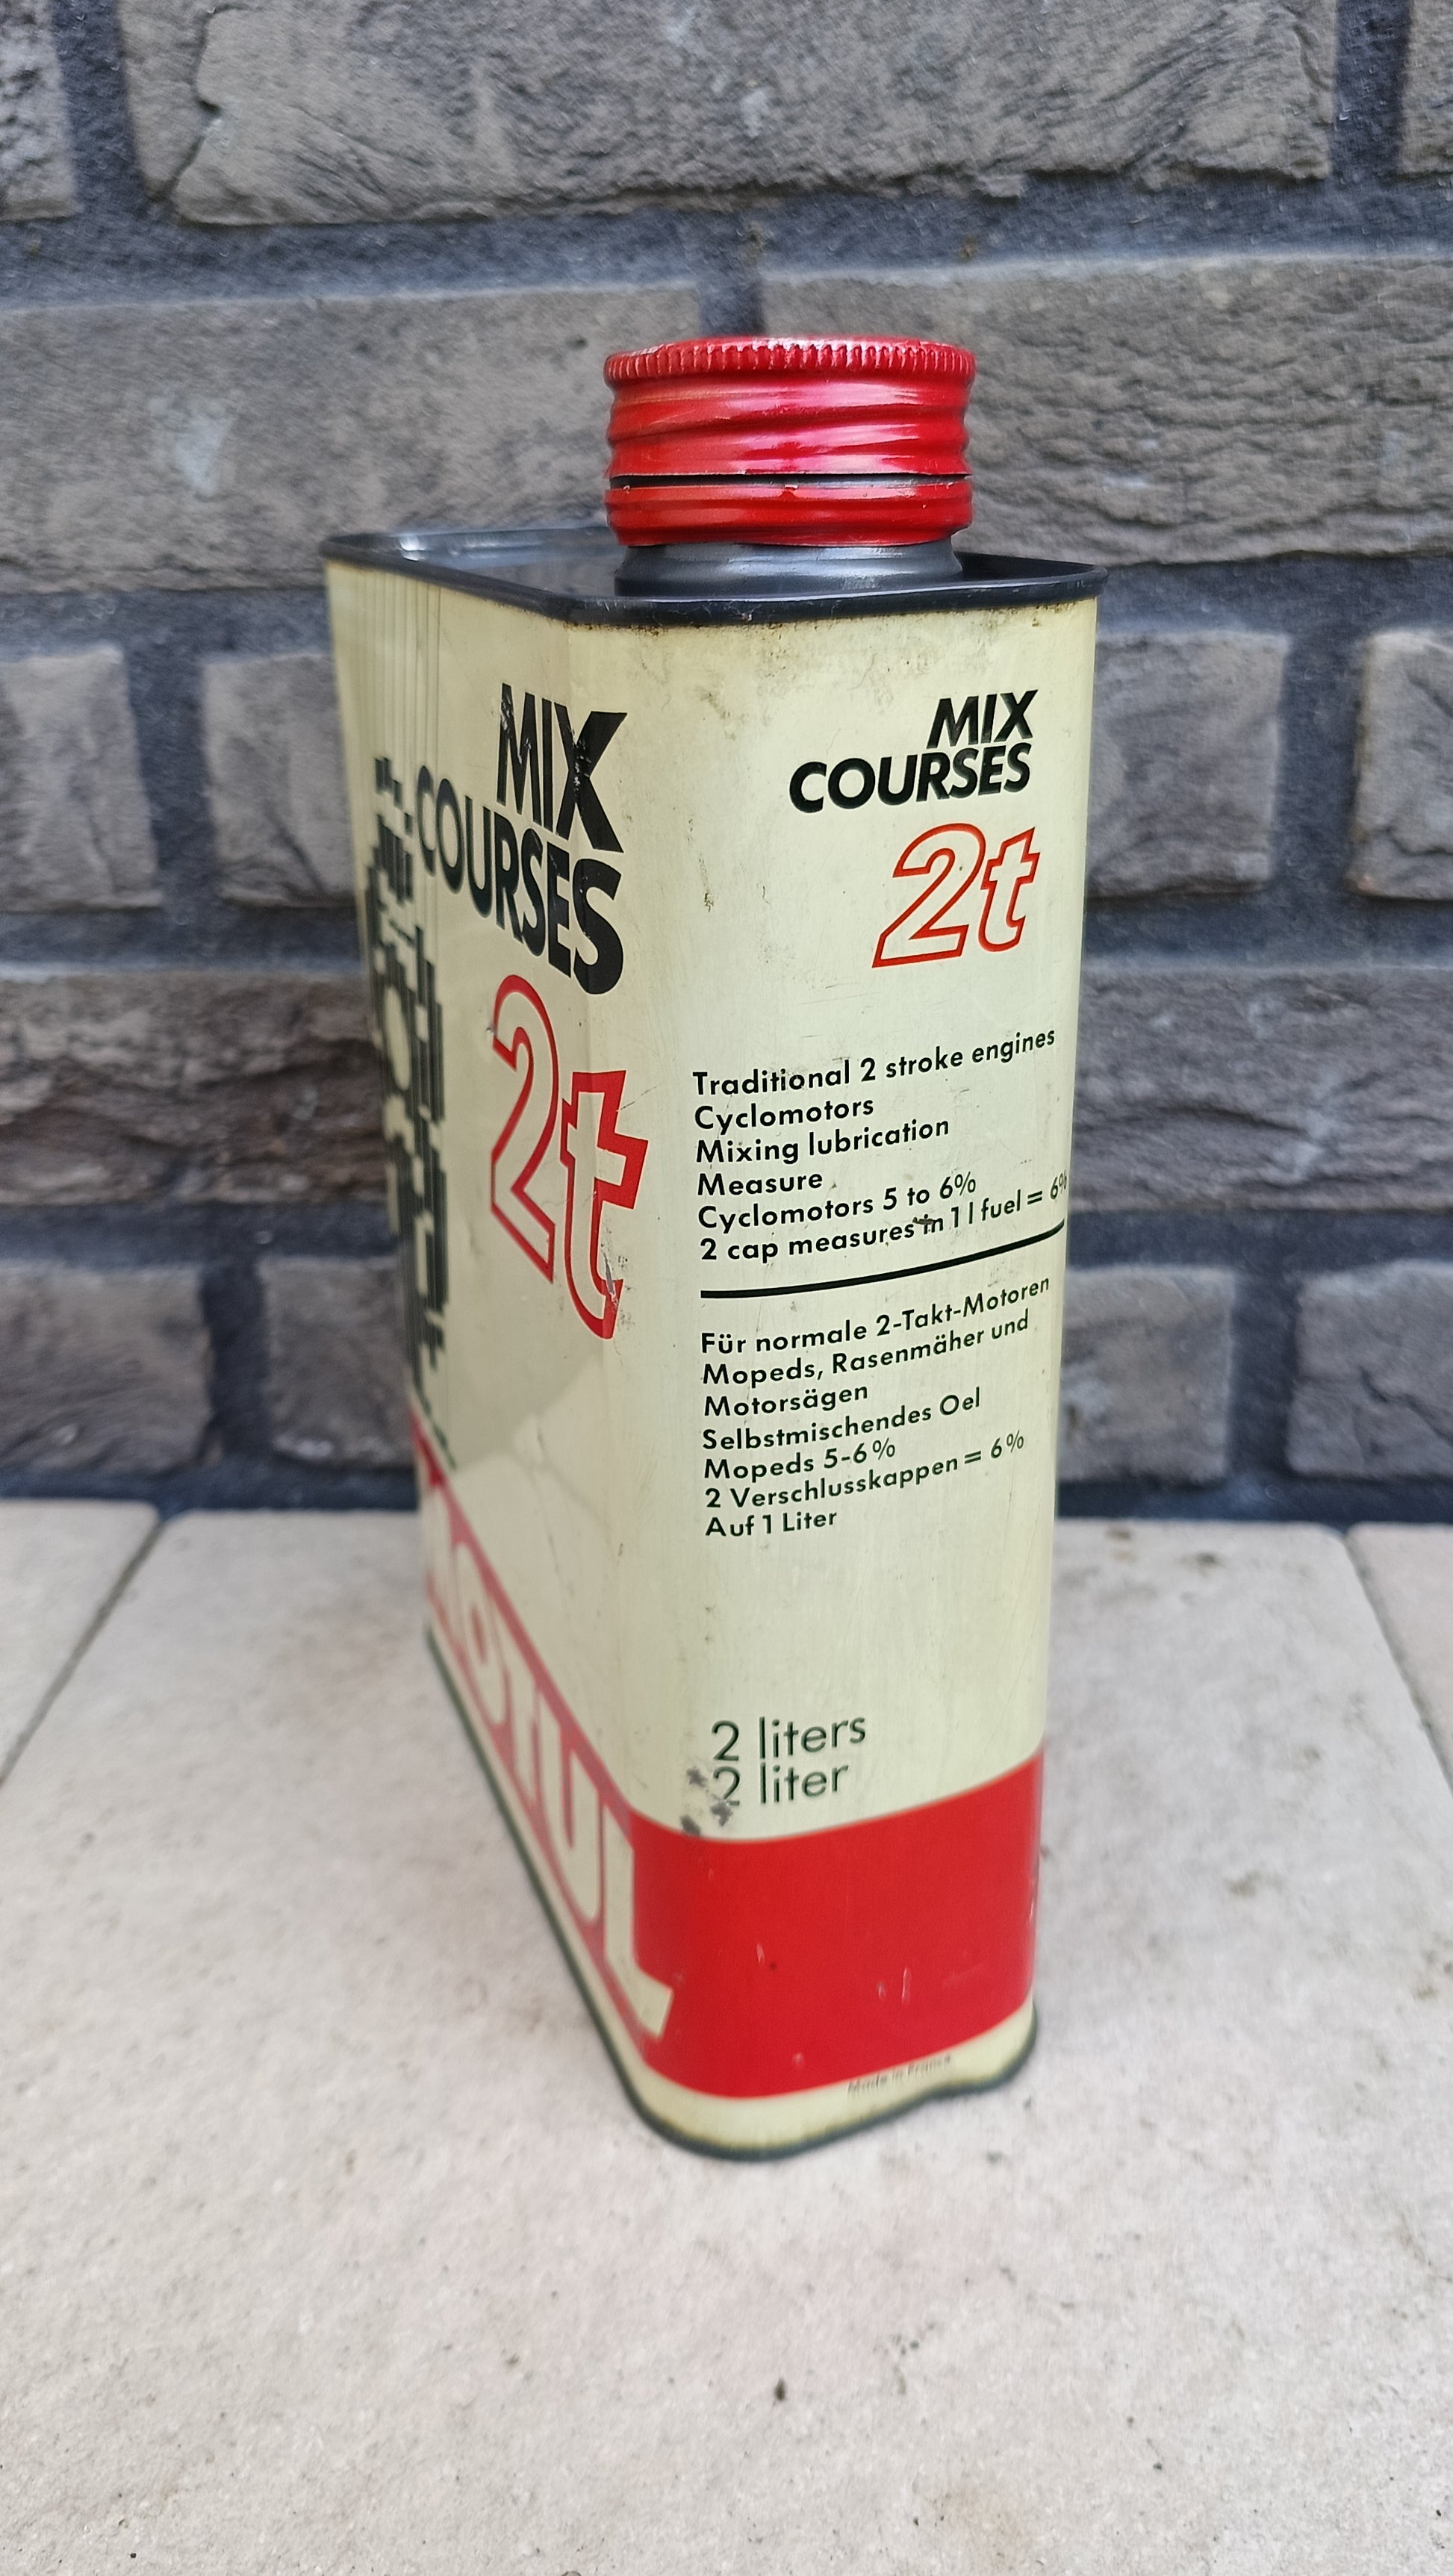 MIX
COURSES
2t
MOTUL
MIX
COURSES
2t
Traditional 2 stroke engines
Cyclomotors
Mixing lubrication
Measure
Cyclomotors 5 to 6%
2 cap measures in 1 l fuel = 6%
Für normale 2-Takt-Motoren
Mopeds, Rasenmäher und
Motorsägen
Selbstmischendes Oel
Mopeds 5-6%
2 Verschlusskappen = 6%
Auf 1 Liter
2 liters
2 liter
Made in France